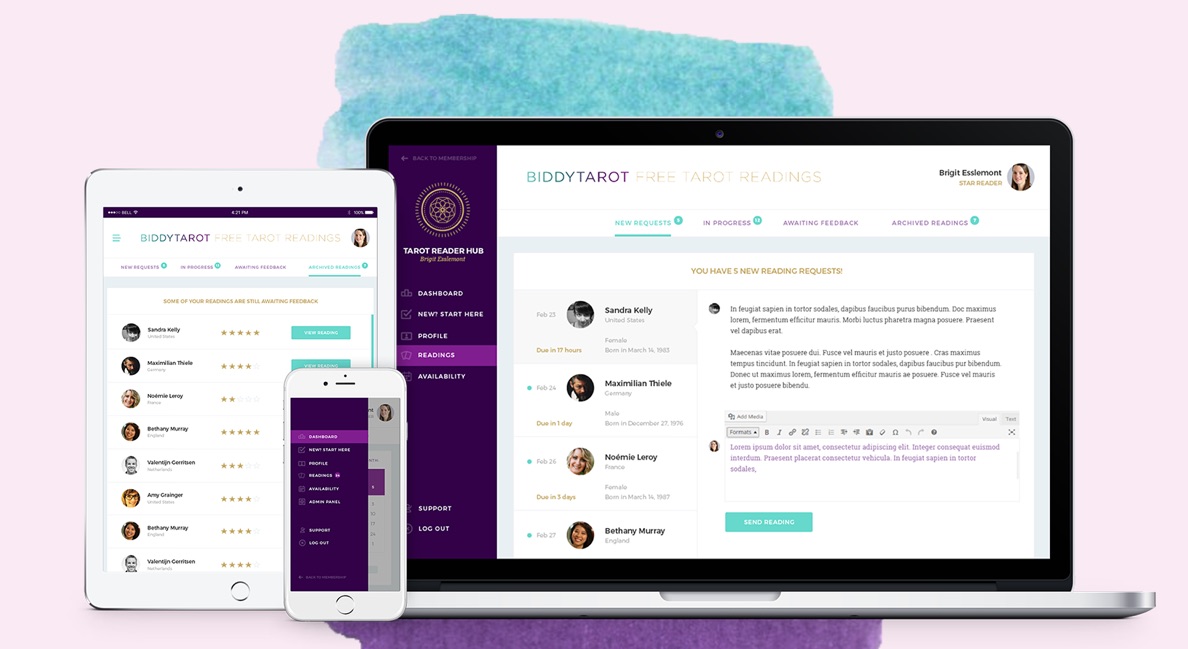 BACK TO MEMBERSHIP
TAROT READER HUB
Brigit Esslemont
DASHBOARD
NEW? START HERE
PROFILE
READINGS
AVAILABILITY
SUPPORT
LOG OUT
BIDDYTAROT FREE TAROT READINGS
Brigit Esslemont
STAR READER
NEW REQUESTS 5 IN PROGRESS 13 AWAITING FEEDBACK ARCHIVED READINGS 7
YOU HAVE 5 NEW READING REQUESTS!
Feb 23 Sandra Kelly
United States
Female
Due in 17 hours Born in March 14, 1983
Feb 24 Maximilian Thiele
Germany
Male
Due in 1 day Born in December 27, 1976
Feb 26 Noémie Leroy
France
Female
Due in 3 days Born in March 14, 1987
Feb 27 Bethany Murray
England
In feugiat sapien in tortor sodales, dapibus faucibus purus bibendum. Doc maximus
lorem, fermentum efficitur mauris. Morbi luctus pharetra magna posuere. Praesent
vel dapibus erat.
Maecenas vitae posuere dui. Fusce vel mauris et justo posuere . Cras maximus
tempus tincidunt. In feugiat sapien in tortor sodales, dapibus faucibus pur bibendum.
Donec ut maximus lorem, fermentum efficitur mauris ac posuere. Fusce vel mauris
et justo posuere bibendu.
Add Media
Visual Text
Formats B I
Lorem ipsum dolor sit amet, consectetur adipiscing elit. Integer consequat euismod
interdum. Praesent placerat consectetur vehicula. In feugiat sapien in tortor
sodales,
SEND READING
BELL 4:21 PM 100%
BIDDYTAROT FREE TAROT READINGS
NEW REQUESTS IN PROGRESS AWAITING FEEDBACK ARCHIVED READINGS
SOME OF YOUR READINGS ARE STILL AWAITING FEEDBACK
Sandra Kelly VIEW READING
United States
Maximilian Thiele VIEW READING
Germany
Noémie Leroy
France
Bethany Murray
England
Valentijn Gerritsen
Netherlands
Amy Grainger
United States
Bethany Murray
England
Valentijn Gerritsen
Netherlands
DASHBOARD
NEW? START HERE
PROFILE
READINGS
AVAILABILITY
ADMIN PANEL
SUPPORT
LOG OUT
BACK TO MEMBERSHIP